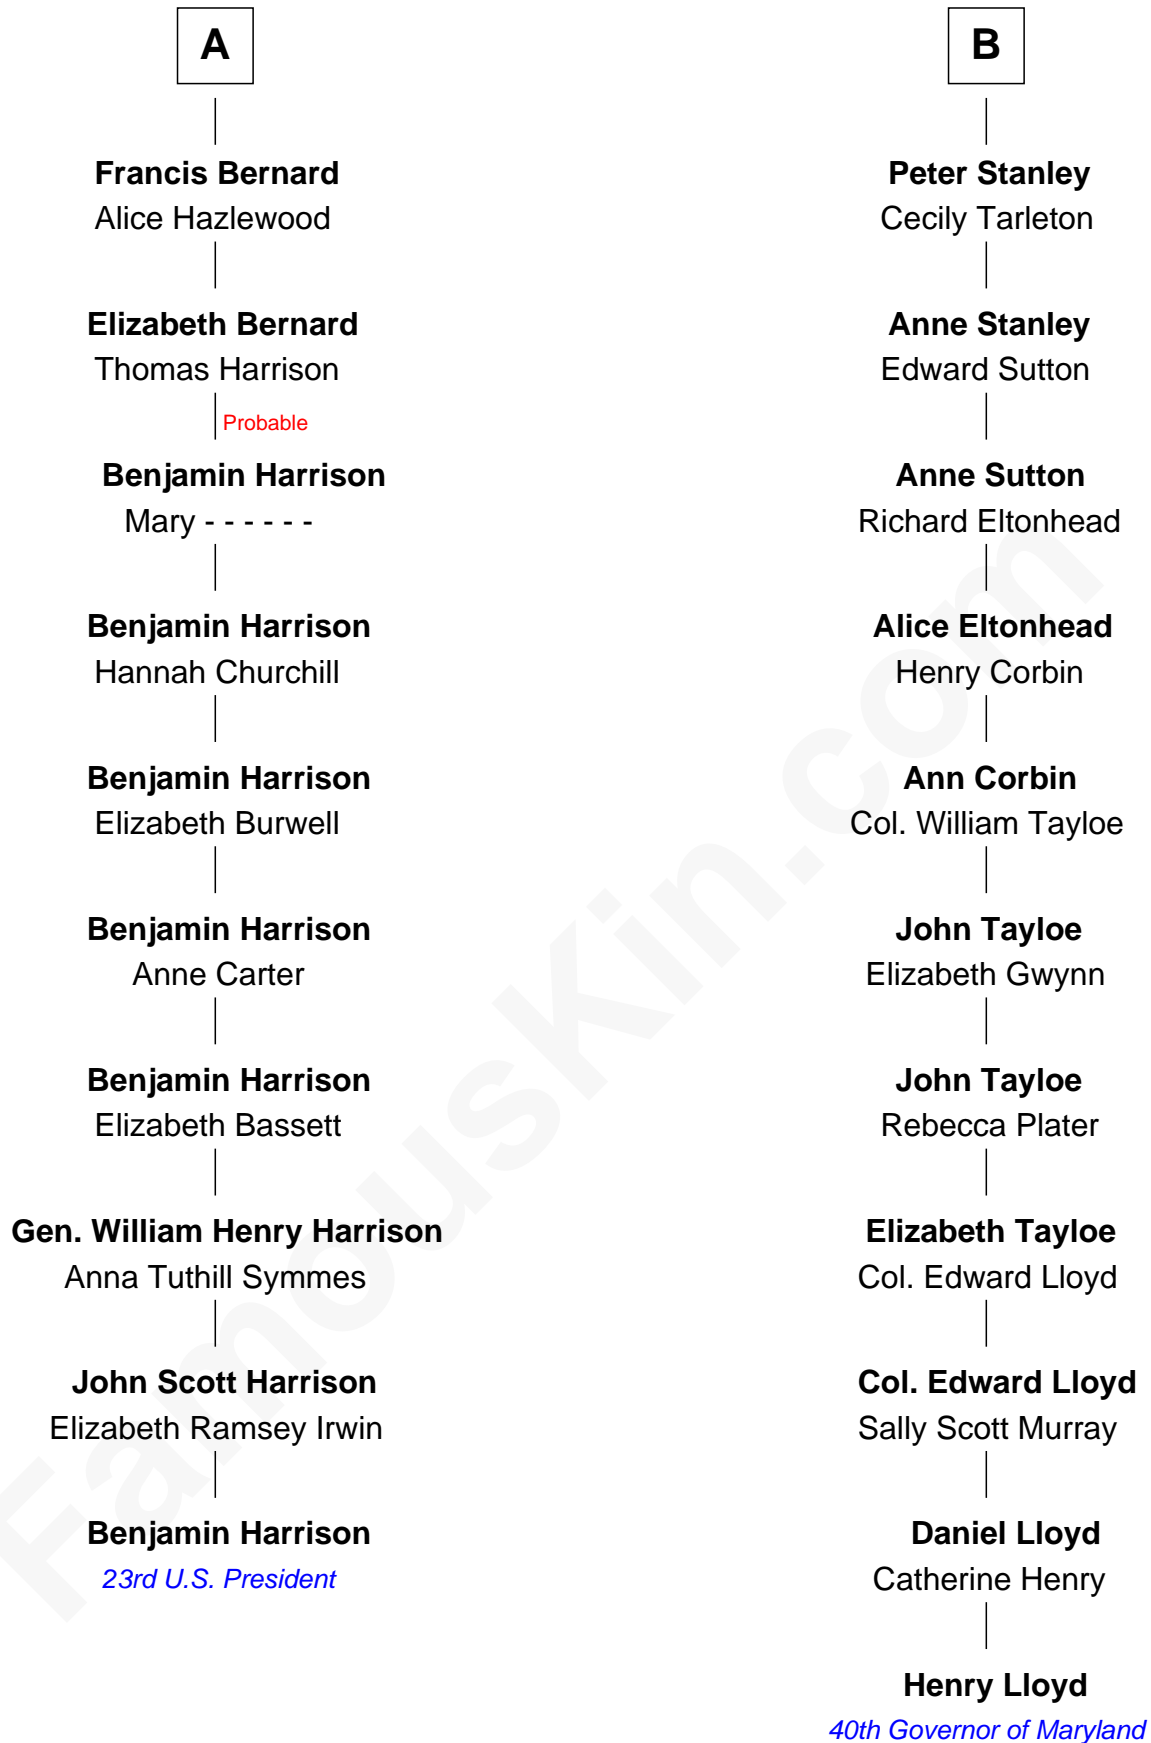 A
Francis Bernard
Alice Hazlewood
Elizabeth Bernard
Thomas Harrison
Probable
Benjamin Harrison
Mary - - - - - -
Benjamin Harrison
Hannah Churchill
Benjamin Harrison
Elizabeth Burwell
Benjamin Harrison
Anne Carter
Benjamin Harrison
Elizabeth Bassett
Gen. William Henry Harrison
Anna Tuthill Symmes
John Scott Harrison
Elizabeth Ramsey Irwin
Benjamin Harrison
23rd U.S. President
B
Peter Stanley
Cecily Tarleton
Anne Stanley
Edward Sutton
Anne Sutton
Richard Eltonhead
Alice Eltonhead
Henry Corbin
Ann Corbin
Col. William Tayloe
John Tayloe
Elizabeth Gwynn
John Tayloe
Rebecca Plater
Elizabeth Tayloe
Col. Edward Lloyd
Col. Edward Lloyd
Sally Scott Murray
Daniel Lloyd
Catherine Henry
Henry Lloyd
40th Governor of Maryland
FamousKin.com